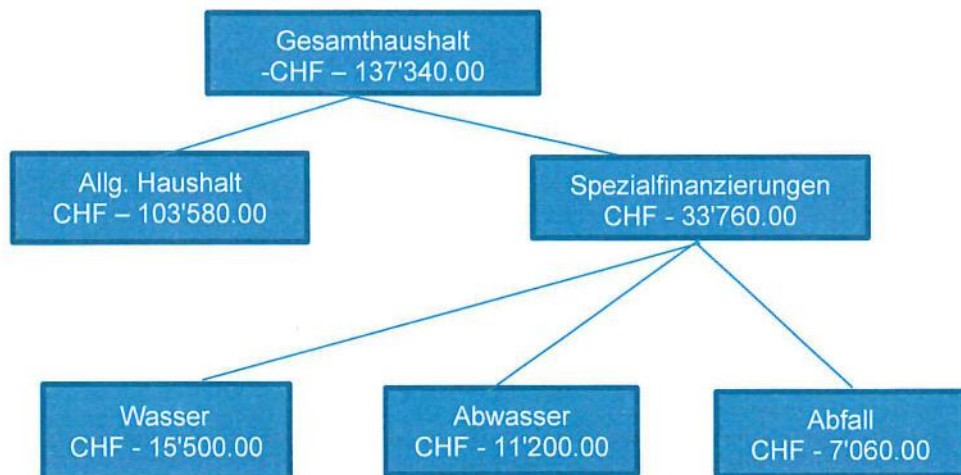 Gesamthaushalt
-CHF – 137'340.00
Allg. Haushalt
CHF – 103'580.00
Spezialfinanzierungen
CHF - 33'760.00
Wasser
CHF - 15'500.00
Abwasser
CHF - 11'200.00
Abfall
CHF - 7'060.00